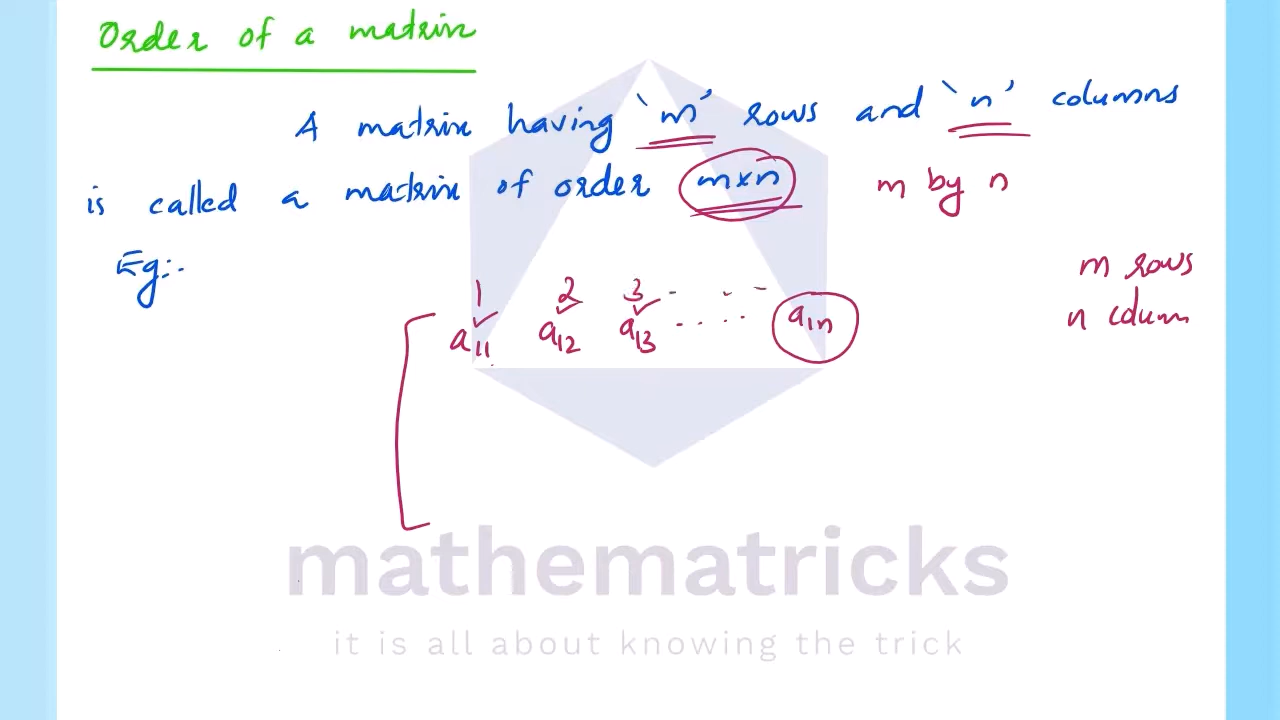 Order of a matrix
A matrix having 'm' rows and 'n' columns
is called a matrix of order m×n m by n
Eg:-
m rows
n colum
1 2 3 - - -
a11 a12 a13 ..... a1n
mathematricks
it is all about knowing the trick